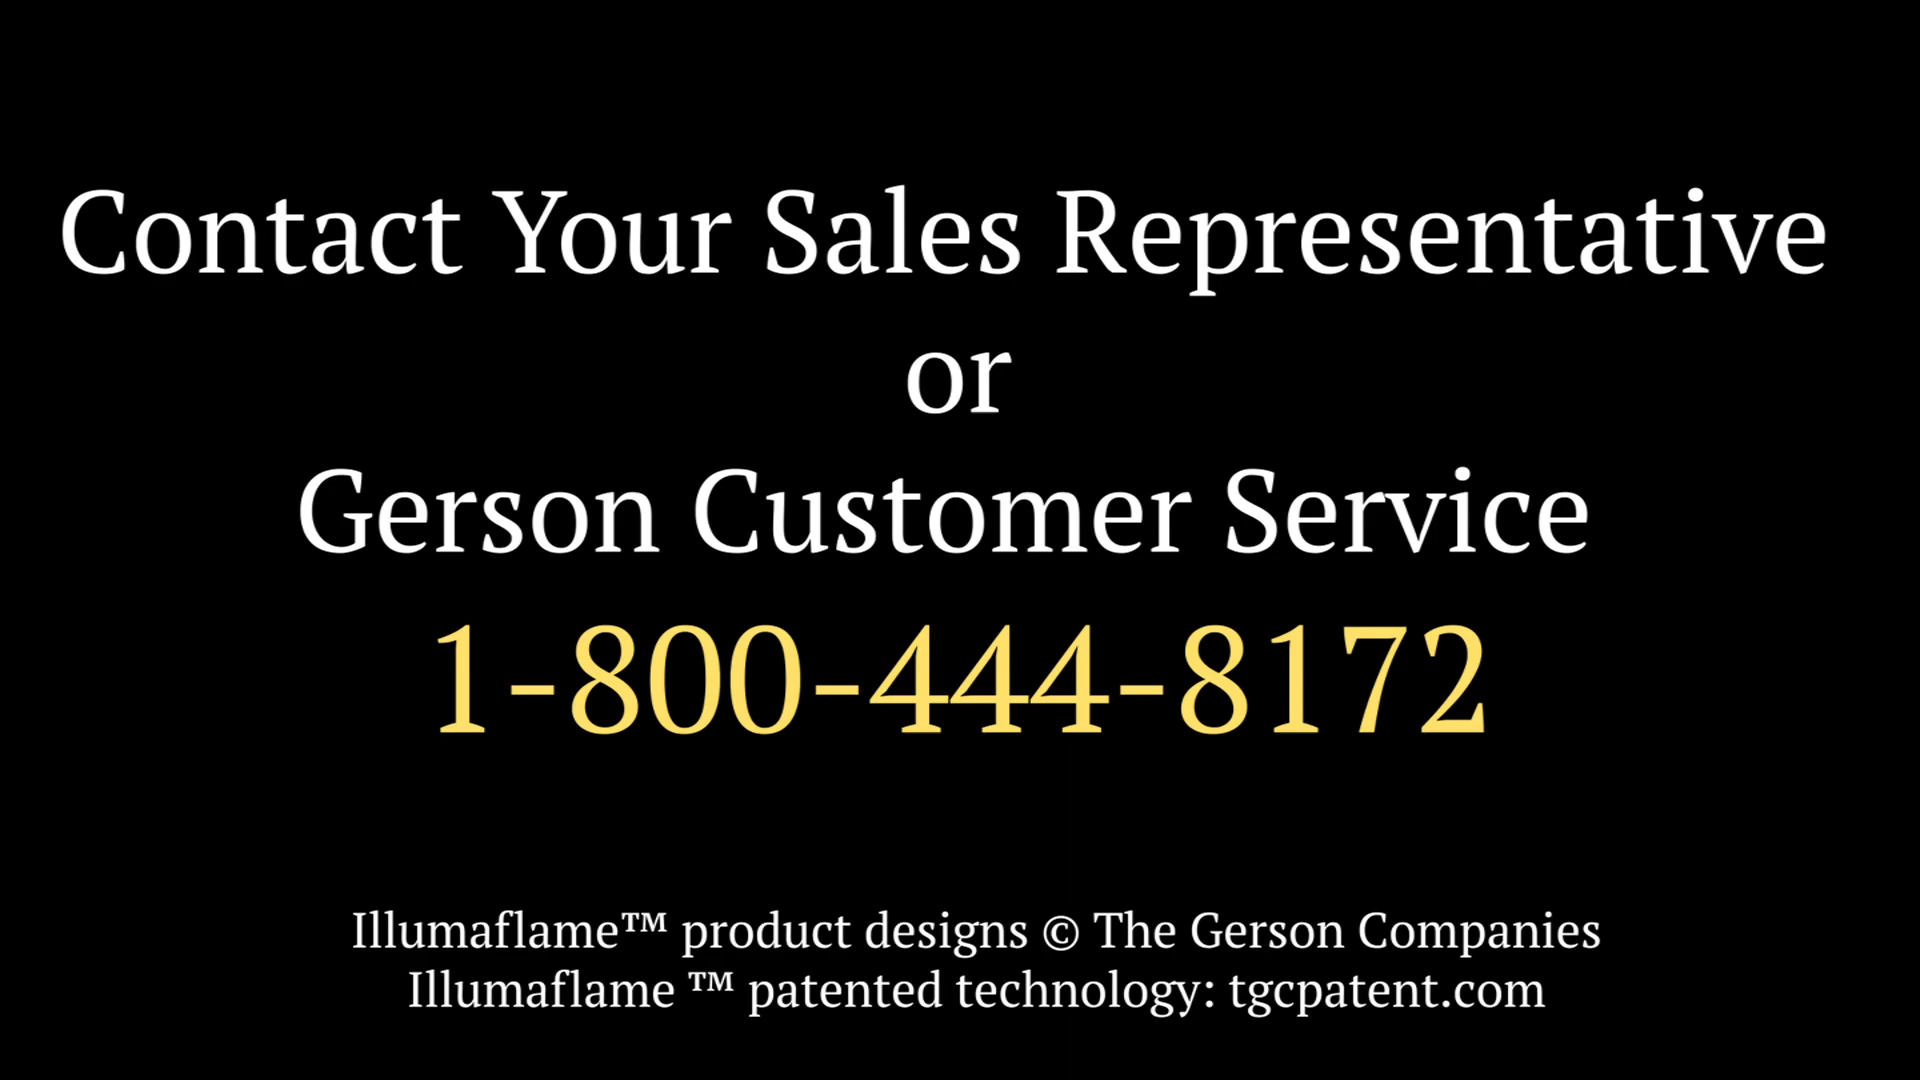 Contact Your Sales Representative
or
Gerson Customer Service
1-800-444-8172
Illumaflame™ product designs © The Gerson Companies
Illumaflame ™ patented technology: tgcpatent.com